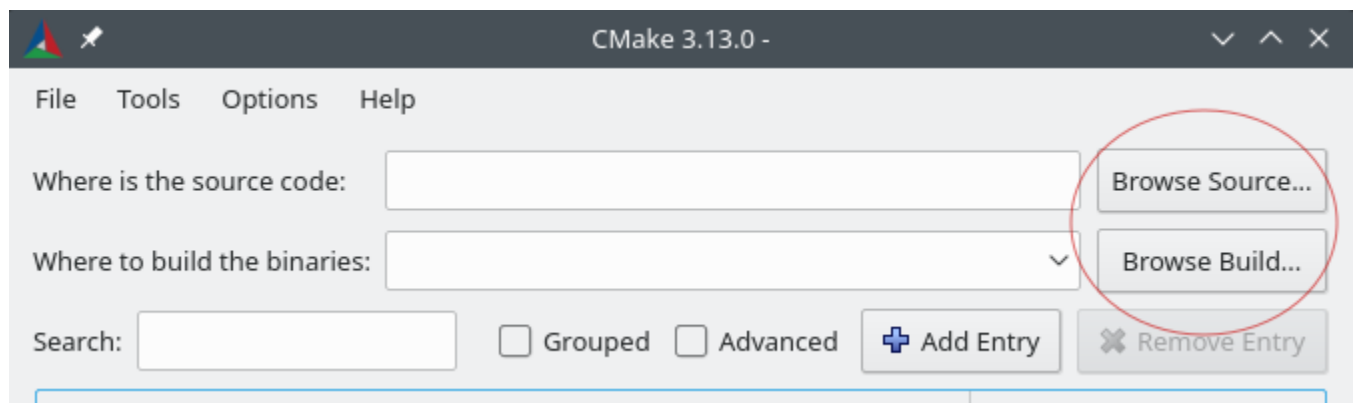 CMake 3.13.0 -
File Tools Options Help
Where is the source code: Browse Source...
Where to build the binaries: Browse Build...
Search: Grouped Advanced Add Entry Remove Entry